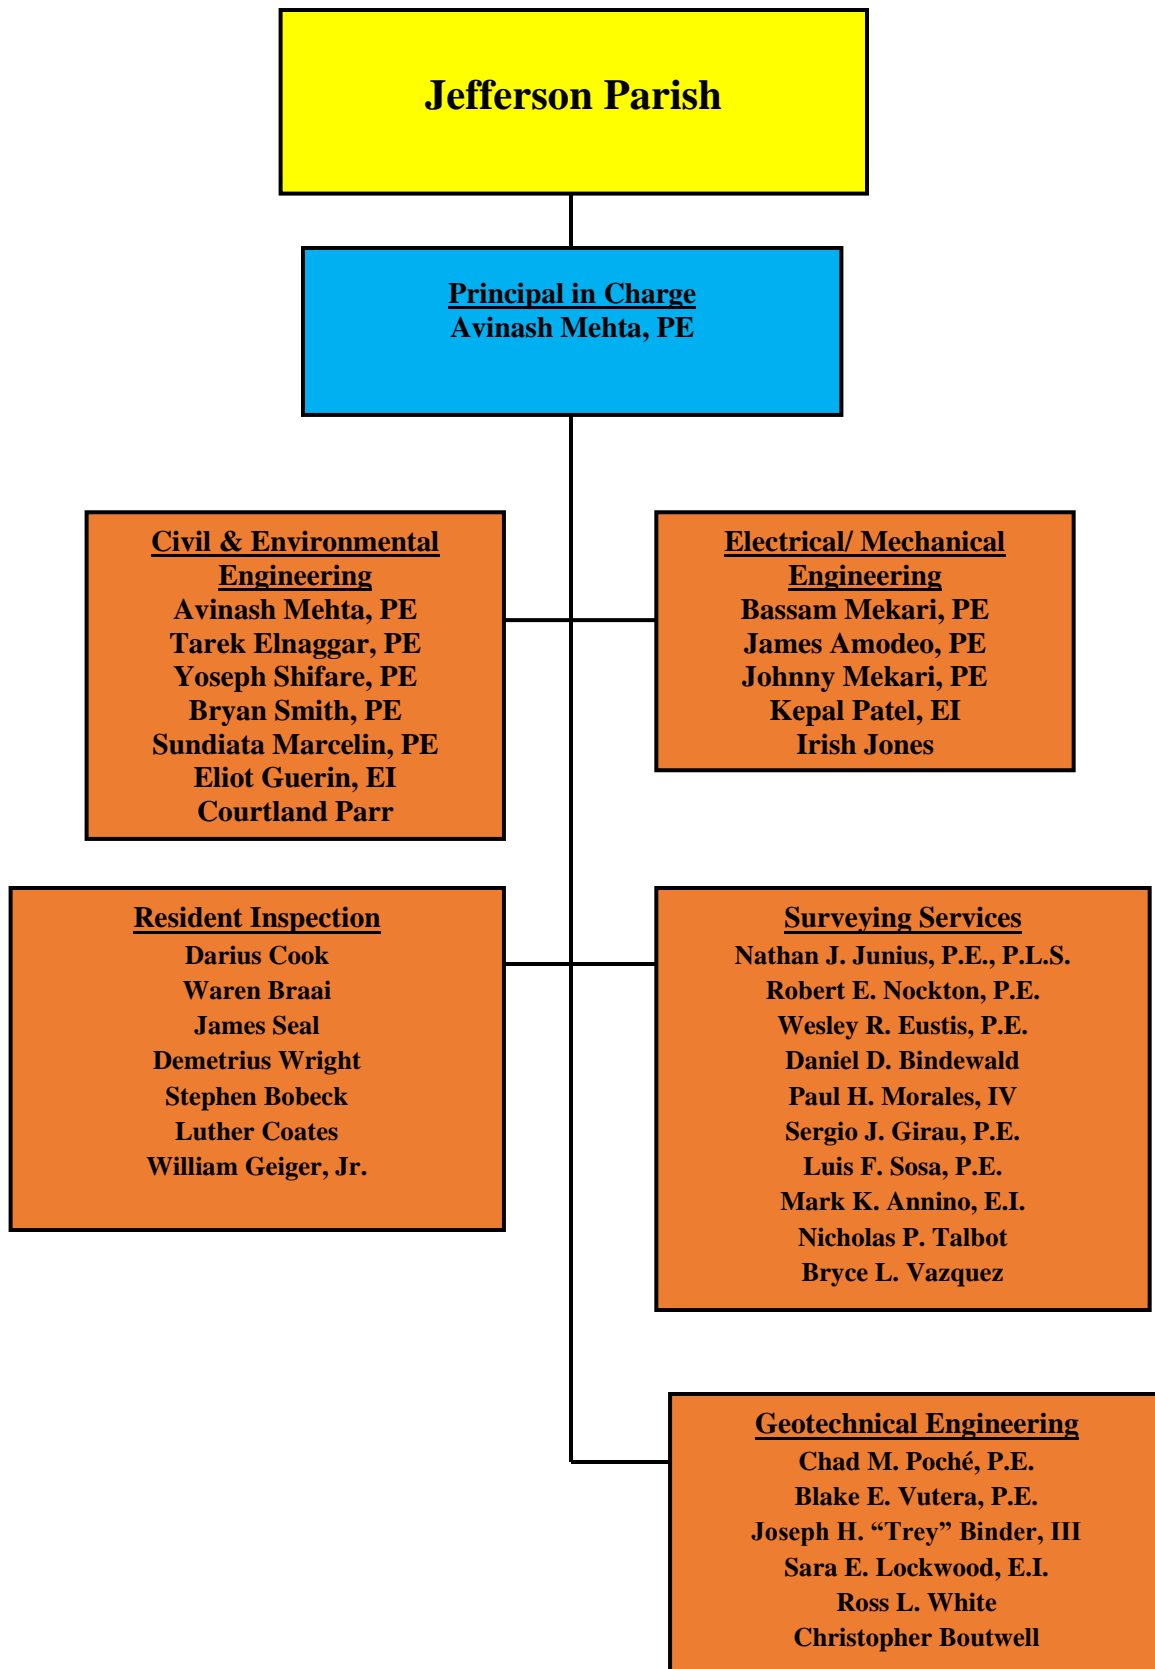 Jefferson Parish
Principal in Charge
Avinash Mehta, PE
Civil & Environmental
Engineering
Avinash Mehta, PE
Tarek Elnaggar, PE
Yoseph Shifare, PE
Bryan Smith, PE
Sundiata Marcelin, PE
Eliot Guerin, EI
Courtland Parr
Electrical/ Mechanical
Engineering
Bassam Mekari, PE
James Amodeo, PE
Johnny Mekari, PE
Kepal Patel, EI
Irish Jones
Resident Inspection
Darius Cook
Waren Braai
James Seal
Demetrius Wright
Stephen Bobeck
Luther Coates
William Geiger, Jr.
Surveying Services
Nathan J. Junius, P.E., P.L.S.
Robert E. Nockton, P.E.
Wesley R. Eustis, P.E.
Daniel D. Bindewald
Paul H. Morales, IV
Sergio J. Girau, P.E.
Luis F. Sosa, P.E.
Mark K. Annino, E.I.
Nicholas P. Talbot
Bryce L. Vazquez
Geotechnical Engineering
Chad M. Poché, P.E.
Blake E. Vutera, P.E.
Joseph H. “Trey” Binder, III
Sara E. Lockwood, E.I.
Ross L. White
Christopher Boutwell